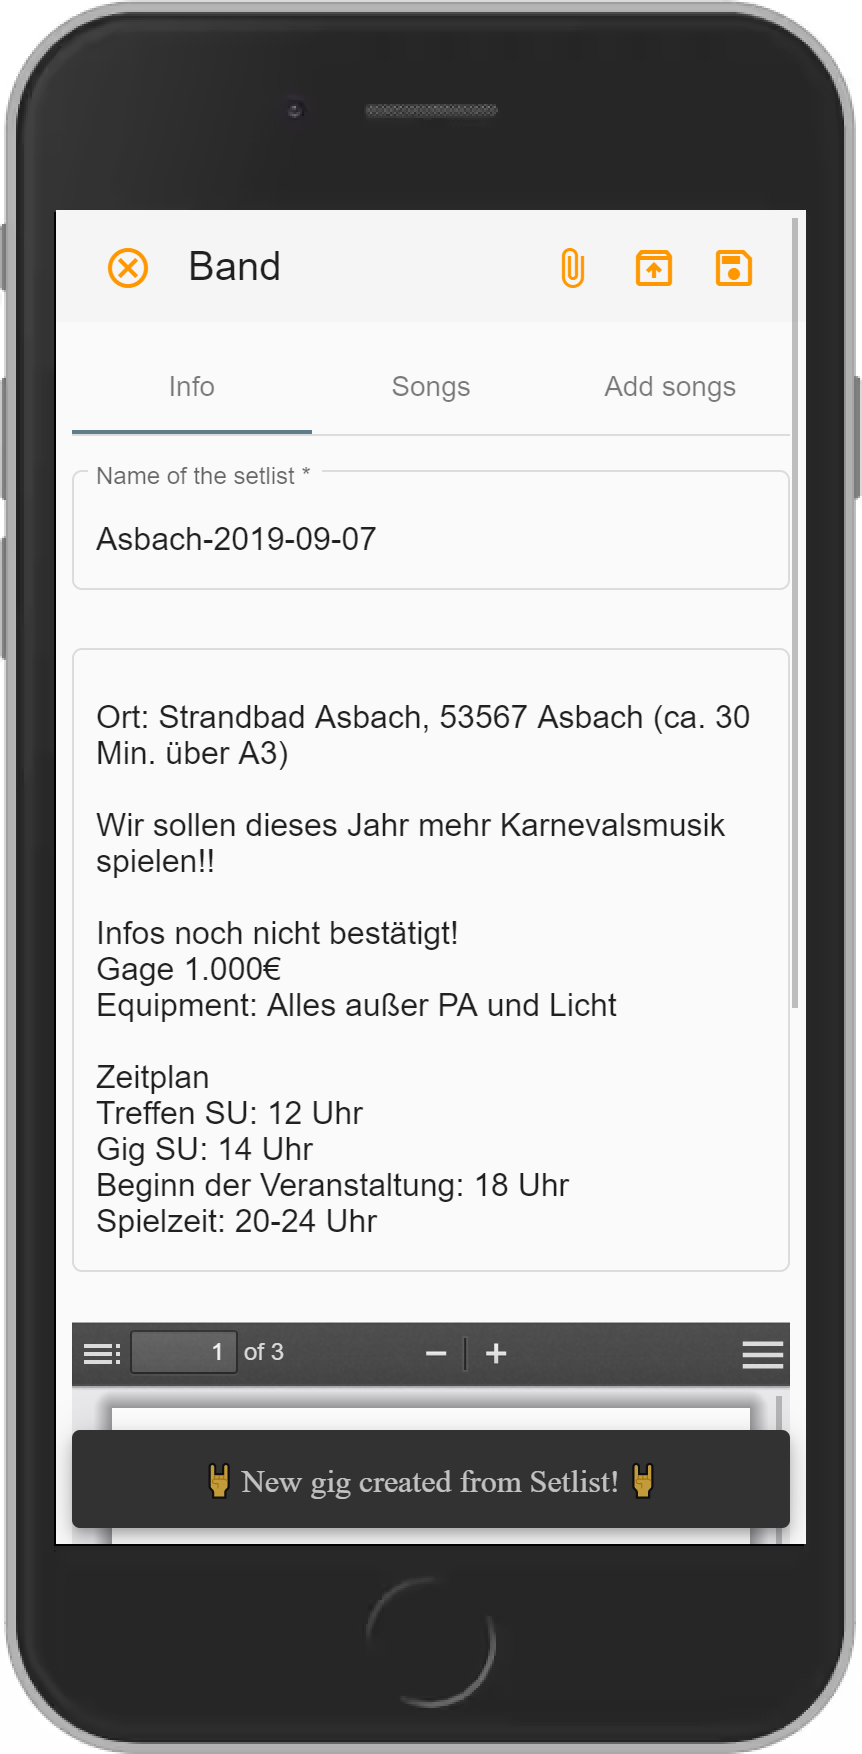 Band
Info Songs Add songs
Name of the setlist *
Asbach-2019-09-07
Ort: Strandbad Asbach, 53567 Asbach (ca. 30
Min. über A3)
Wir sollen dieses Jahr mehr Karnevalsmusik
spielen!!
Infos noch nicht bestätigt!
Gage 1.000€
Equipment: Alles außer PA und Licht
Zeitplan
Treffen SU: 12 Uhr
Gig SU: 14 Uhr
Beginn der Veranstaltung: 18 Uhr
Spielzeit: 20-24 Uhr
1 of 3
🤘 New gig created from Setlist! 🤘